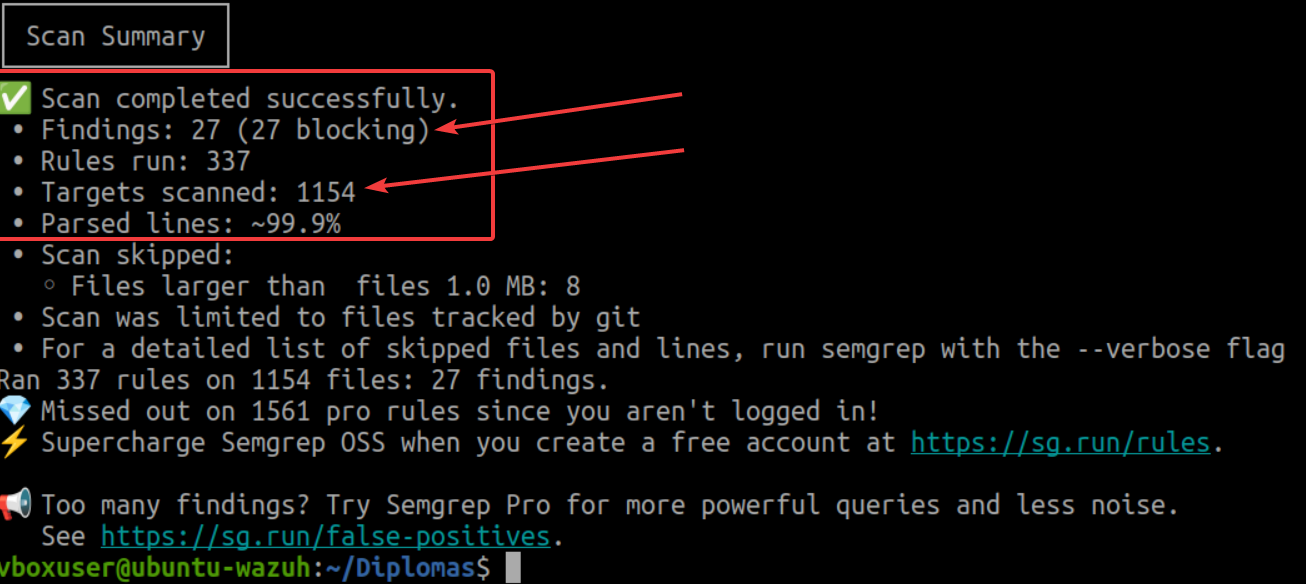 Scan Summary
✅ Scan completed successfully.
• Findings: 27 (27 blocking)
• Rules run: 337
• Targets scanned: 1154
• Parsed lines: ~99.9%
• Scan skipped:
◦ Files larger than  files 1.0 MB: 8
• Scan was limited to files tracked by git
• For a detailed list of skipped files and lines, run semgrep with the --verbose flag
Ran 337 rules on 1154 files: 27 findings.
💎 Missed out on 1561 pro rules since you aren't logged in!
⚡ Supercharge Semgrep OSS when you create a free account at https://sg.run/rules.
📢 Too many findings? Try Semgrep Pro for more powerful queries and less noise.
See https://sg.run/false-positives.
vboxuser@ubuntu-wazuh:~/Diplomas$